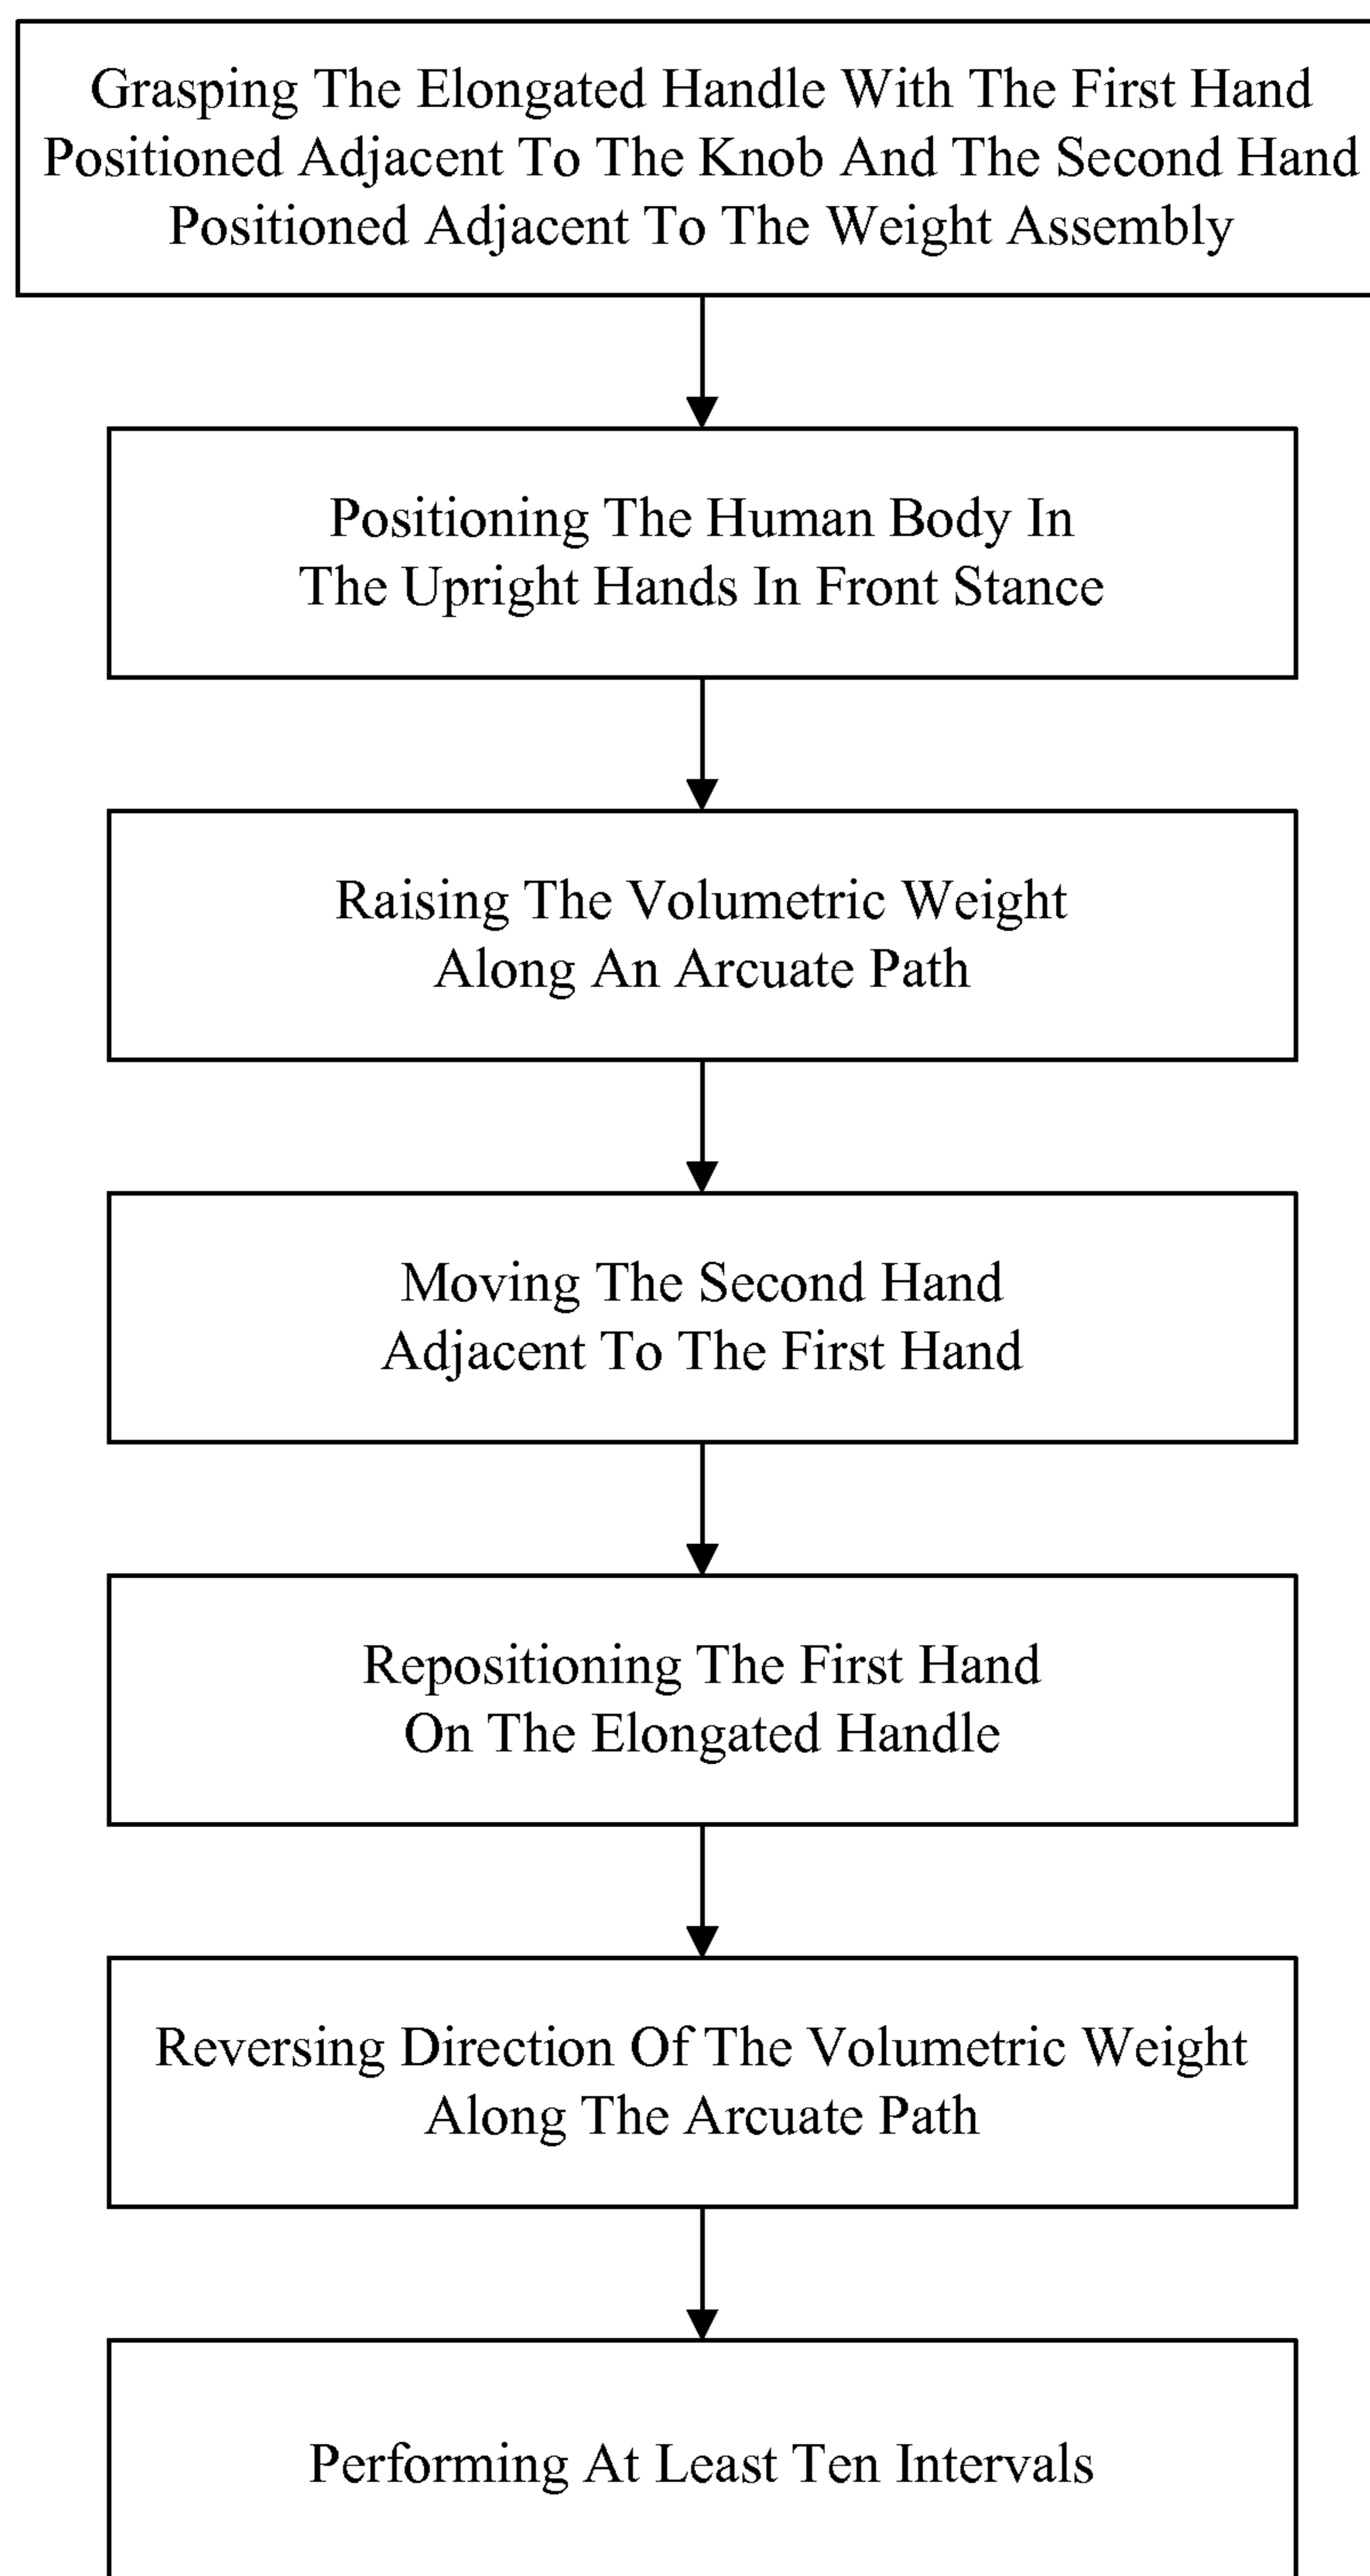 Grasping The Elongated Handle With The First Hand
Positioned Adjacent To The Knob And The Second Hand
Positioned Adjacent To The Weight Assembly
Positioning The Human Body In
The Upright Hands In Front Stance
Raising The Volumetric Weight
Along An Arcuate Path
Moving The Second Hand
Adjacent To The First Hand
Repositioning The First Hand
On The Elongated Handle
Reversing Direction Of The Volumetric Weight
Along The Arcuate Path
Performing At Least Ten Intervals